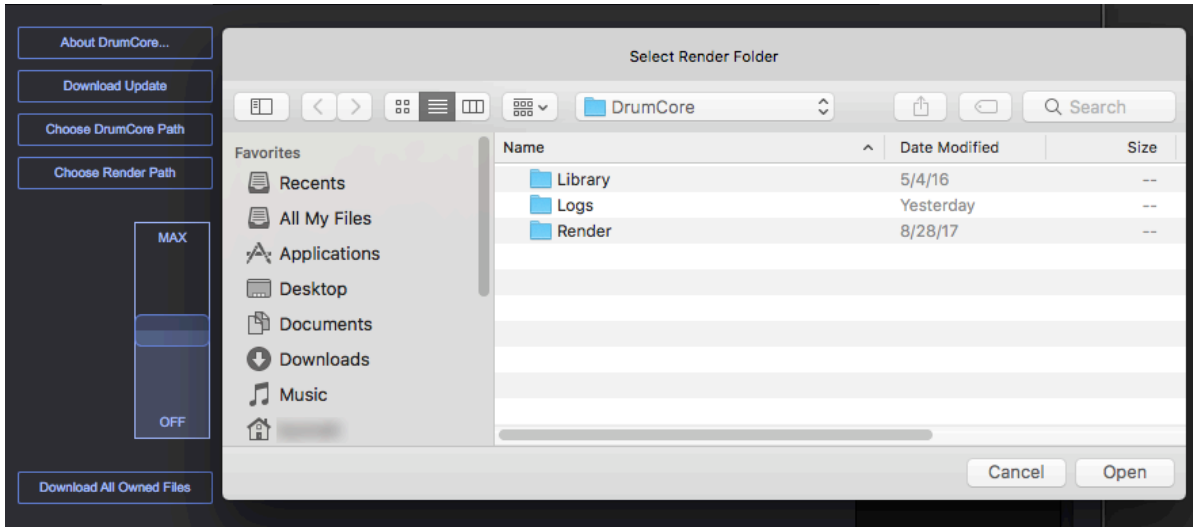 About DrumCore...
Download Update
Choose DrumCore Path
Choose Render Path
MAX
OFF
Download All Owned Files
Select Render Folder
DrumCore
Search
Favorites
Recents
All My Files
Applications
Desktop
Documents
Downloads
Music
Name Date Modified Size
Library 5/4/16 --
Logs Yesterday --
Render 8/28/17 --
Cancel Open